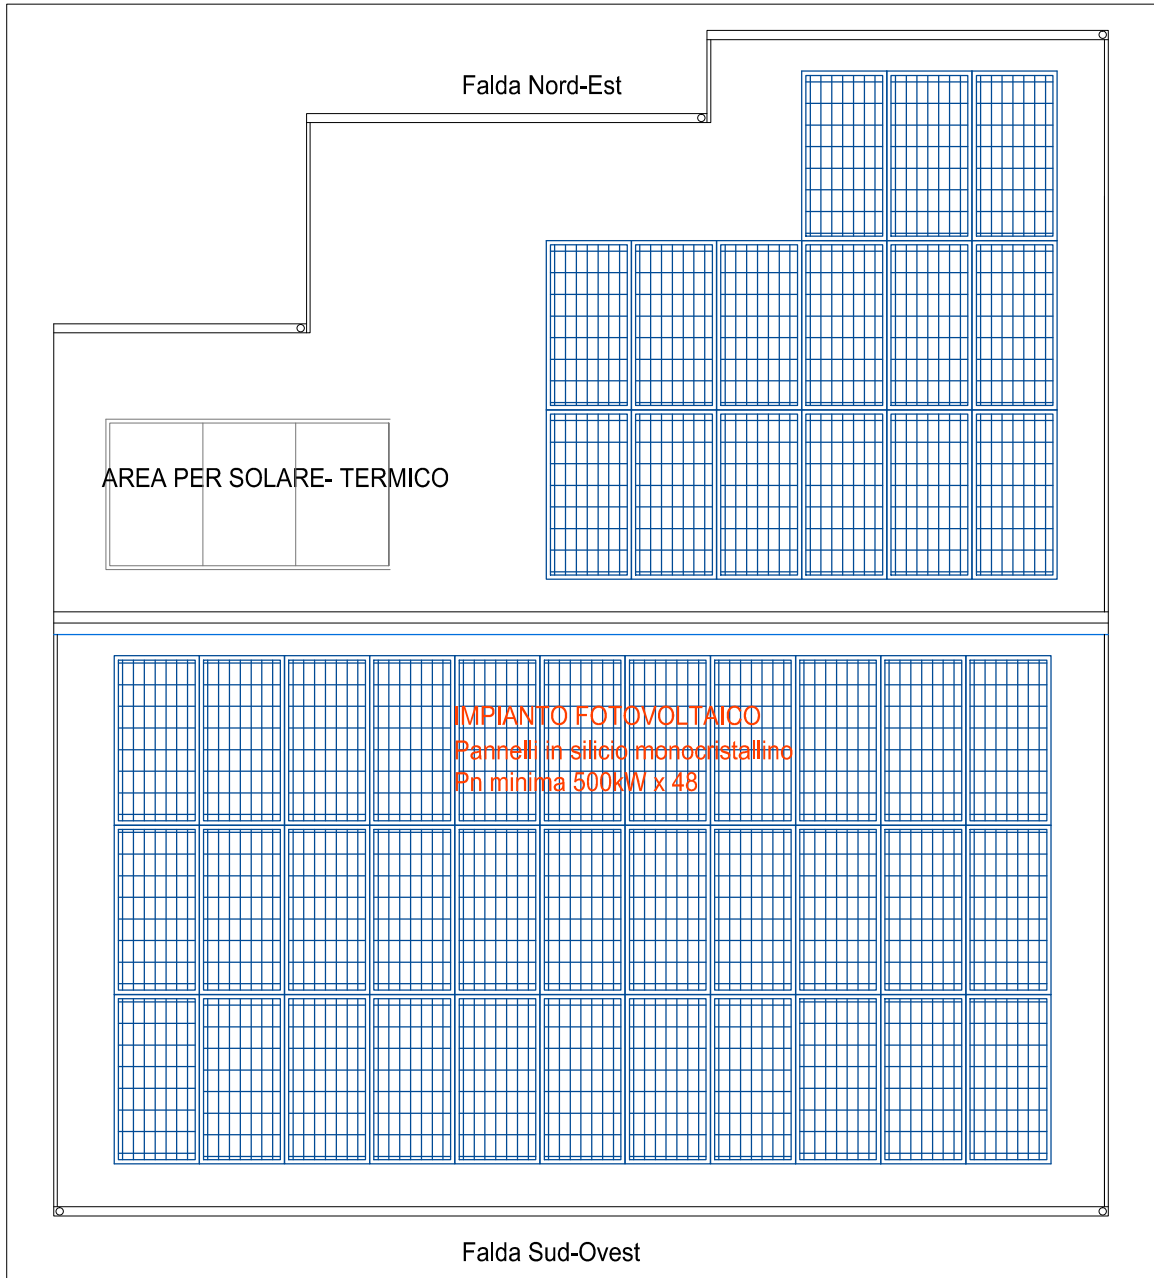 Falda Nord-Est
AREA PER SOLARE- TERMICO
IMPIANTO FOTOVOLTAICO
Pannelli in silicio monocristallino
Pn minima 500kW x 48
Falda Sud-Ovest